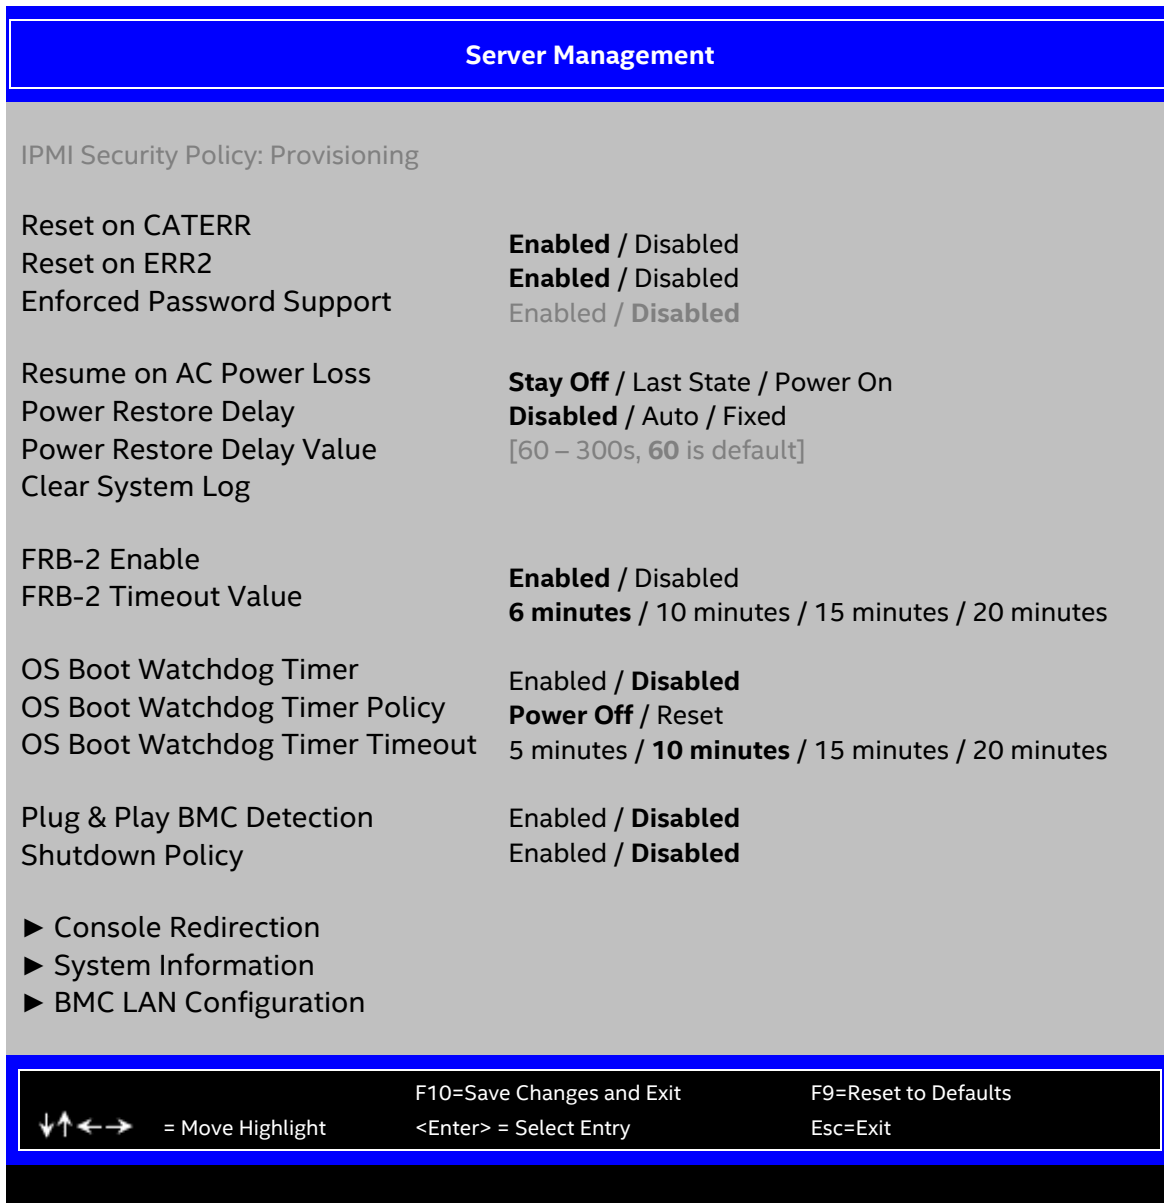 Server Management
IPMI Security Policy: Provisioning
Reset on CATERR Enabled / Disabled
Reset on ERR2 Enabled / Disabled
Enforced Password Support Enabled / Disabled
Resume on AC Power Loss Stay Off / Last State / Power On
Power Restore Delay Disabled / Auto / Fixed
Power Restore Delay Value [60 – 300s, 60 is default]
Clear System Log
FRB-2 Enable Enabled / Disabled
FRB-2 Timeout Value 6 minutes / 10 minutes / 15 minutes / 20 minutes
OS Boot Watchdog Timer Enabled / Disabled
OS Boot Watchdog Timer Policy Power Off / Reset
OS Boot Watchdog Timer Timeout 5 minutes / 10 minutes / 15 minutes / 20 minutes
Plug & Play BMC Detection Enabled / Disabled
Shutdown Policy Enabled / Disabled
► Console Redirection
► System Information
► BMC LAN Configuration
F10=Save Changes and Exit F9=Reset to Defaults
↓↑←→ = Move Highlight <Enter> = Select Entry Esc=Exit